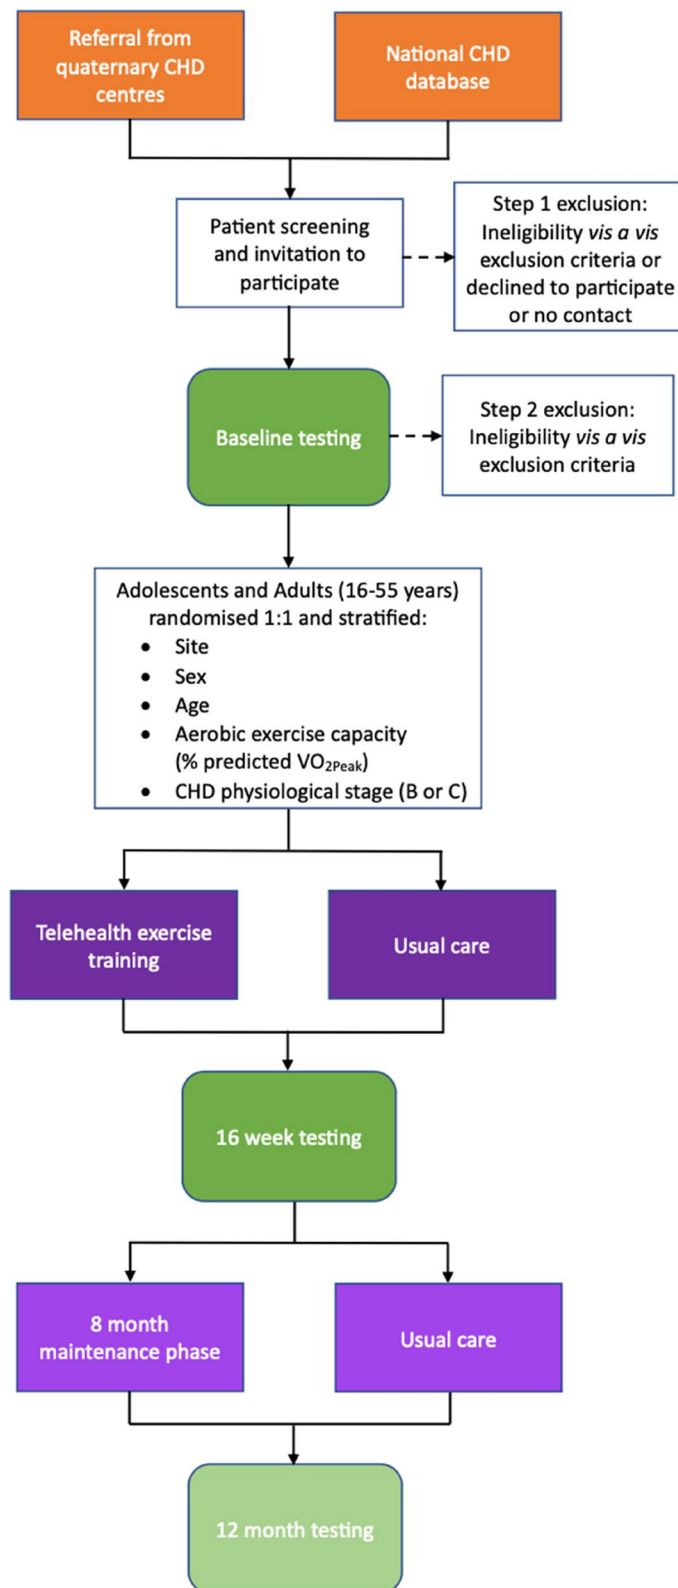 Referral from
quaternary CHD
centres
National CHD
database
Patient screening
and invitation to
participate
Step 1 exclusion:
Ineligibility vis a vis
exclusion criteria or
declined to participate
or no contact
Baseline testing
Step 2 exclusion:
Ineligibility vis a vis
exclusion criteria
Adolescents and Adults (16-55 years)
randomised 1:1 and stratified:
• Site
• Sex
• Age
• Aerobic exercise capacity
(% predicted VO2Peak)
• CHD physiological stage (B or C)
Telehealth exercise
training
Usual care
16 week testing
8 month
maintenance phase
Usual care
12 month testing